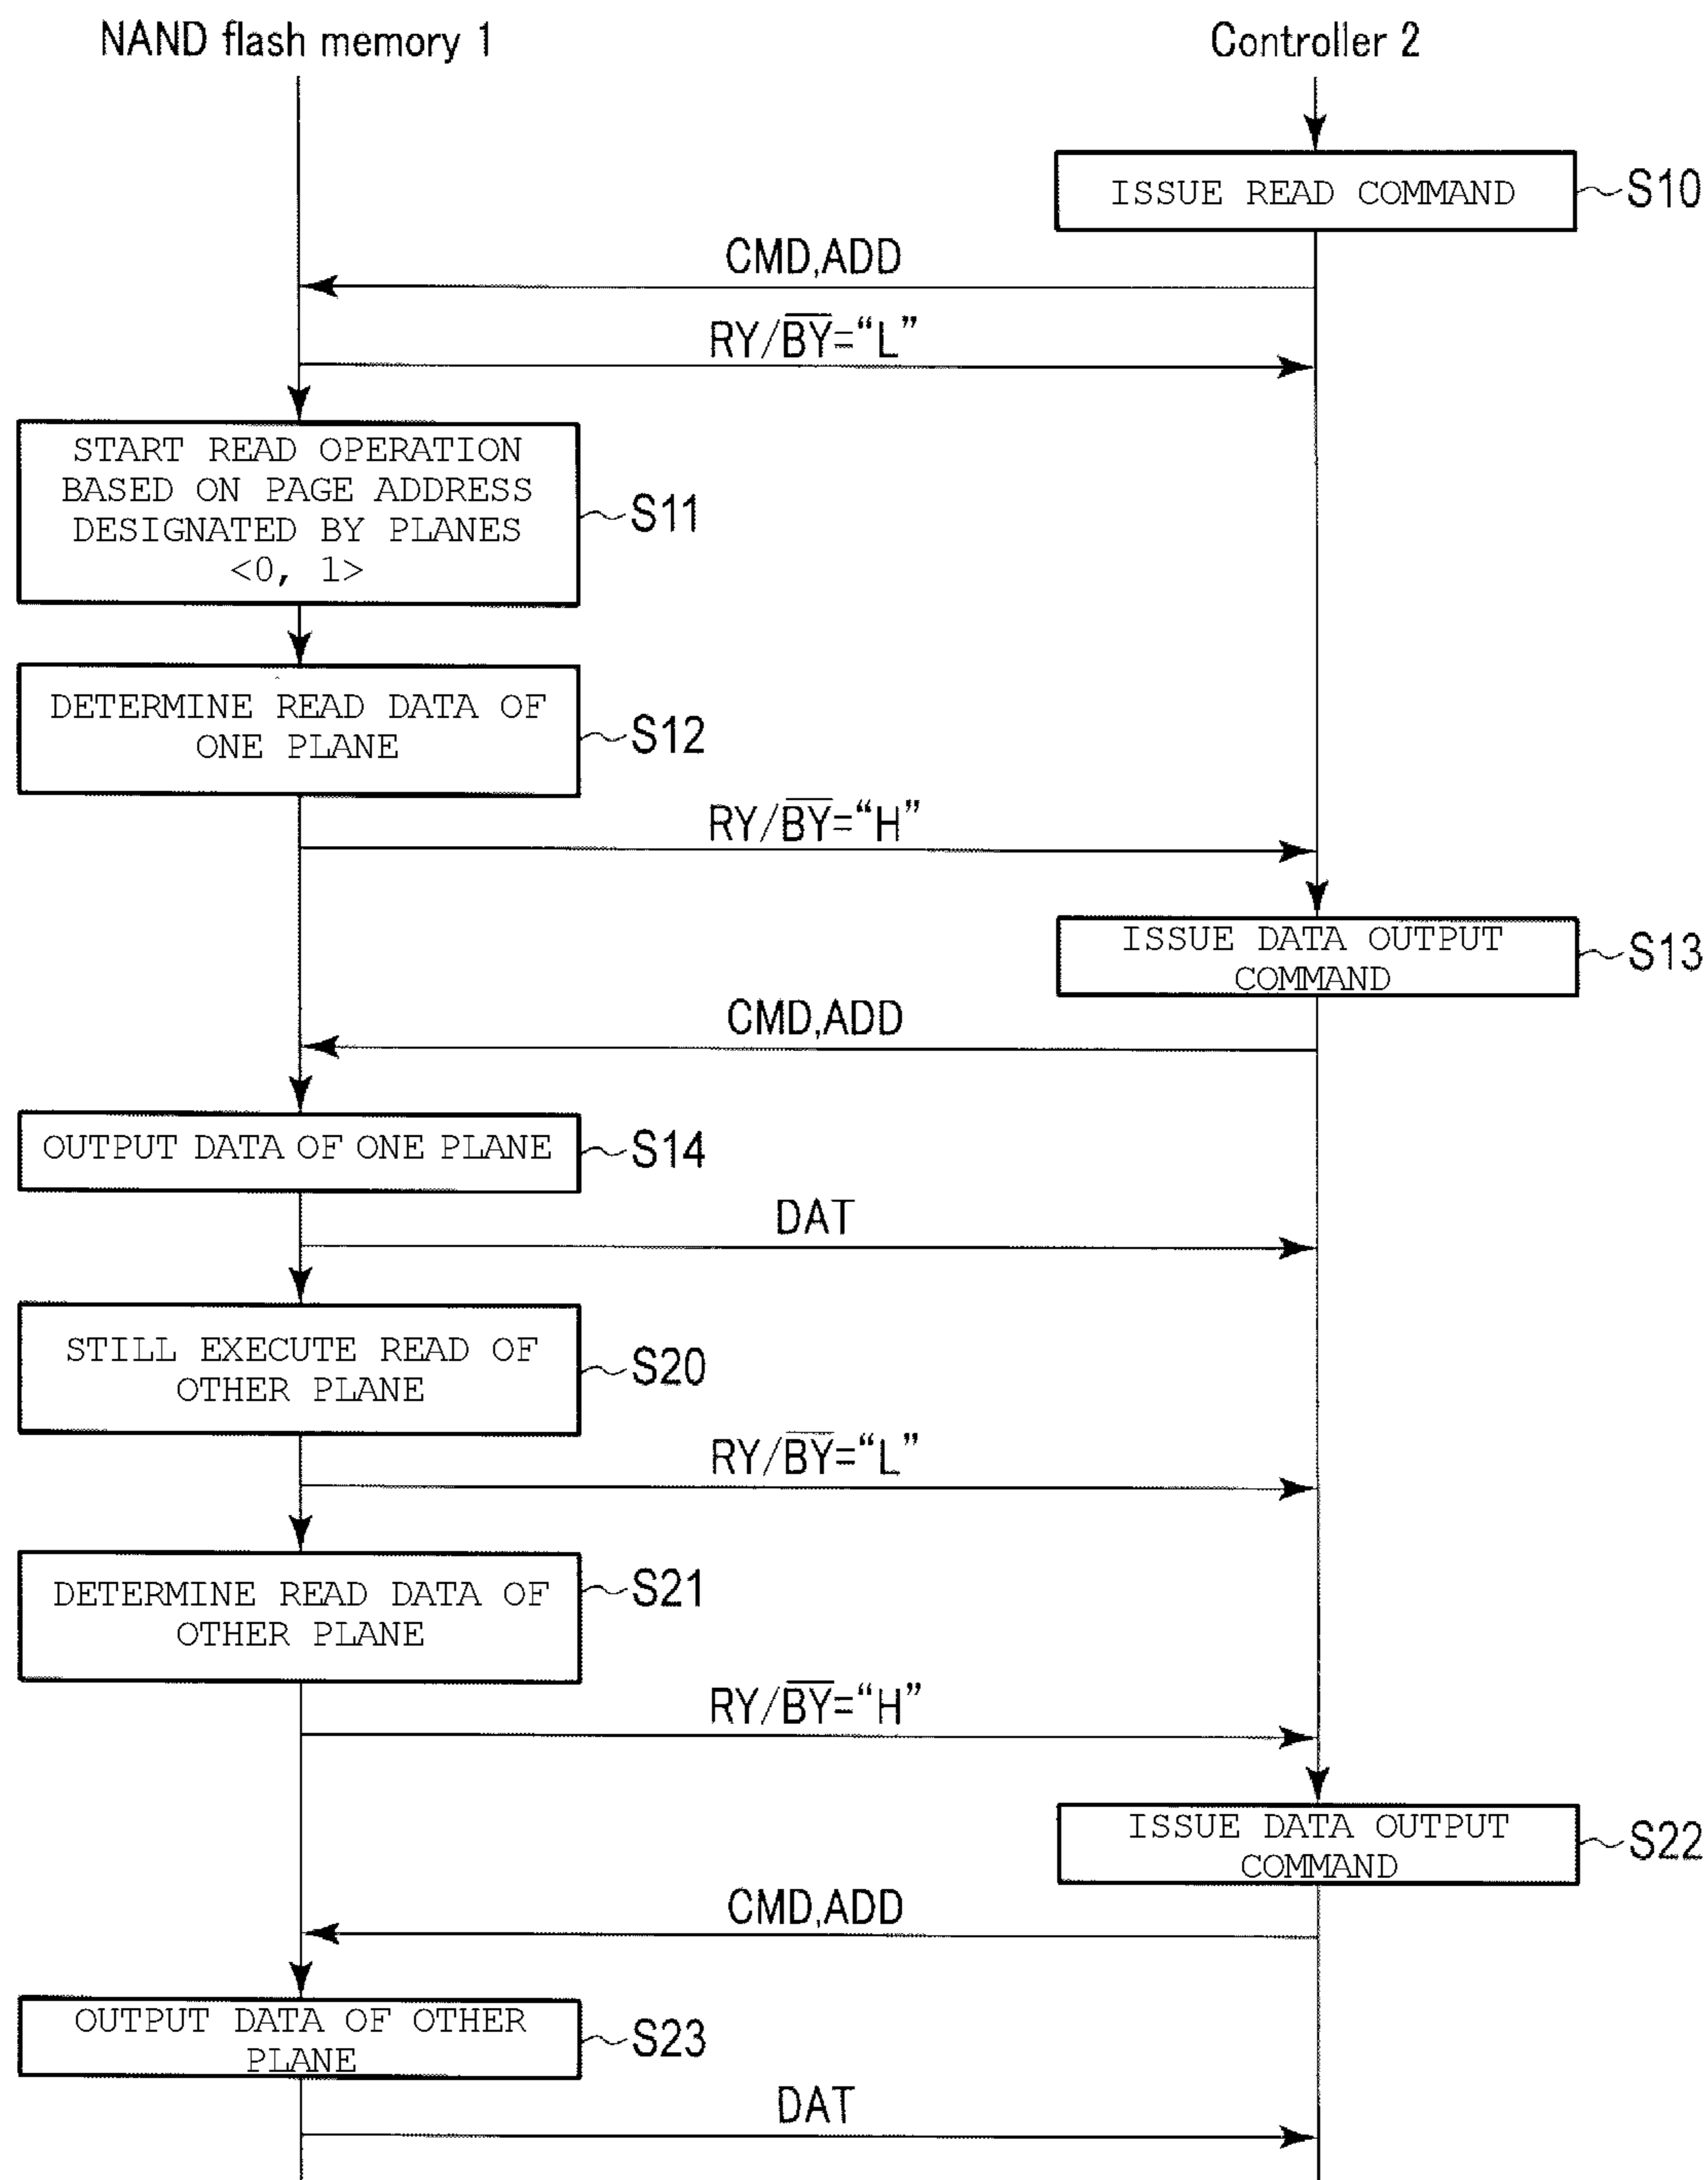 NAND flash memory 1
Controller 2
ISSUE READ COMMAND
S10
CMD,ADD
RY/B̅Y̅="L"
START READ OPERATION
BASED ON PAGE ADDRESS
DESIGNATED BY PLANES
<0, 1>
S11
DETERMINE READ DATA OF
ONE PLANE
S12
RY/B̅Y̅="H"
ISSUE DATA OUTPUT
COMMAND
S13
CMD,ADD
OUTPUT DATA OF ONE PLANE
S14
DAT
STILL EXECUTE READ OF
OTHER PLANE
S20
RY/B̅Y̅="L"
DETERMINE READ DATA OF
OTHER PLANE
S21
RY/B̅Y̅="H"
ISSUE DATA OUTPUT
COMMAND
S22
CMD,ADD
OUTPUT DATA OF OTHER
PLANE
S23
DAT